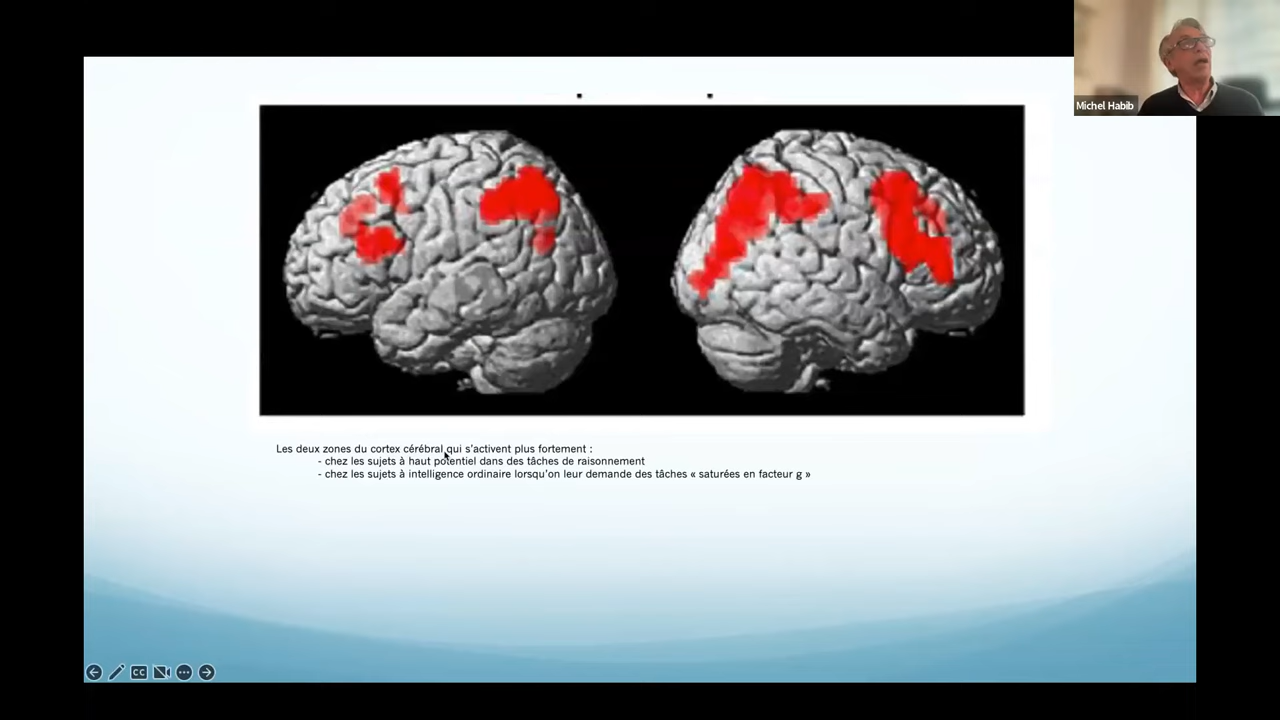 Michel Habib
Les deux zones du cortex cérébral qui s'activent plus fortement :
- chez les sujets à haut potentiel dans des tâches de raisonnement
- chez les sujets à intelligence ordinaire lorsqu'on leur demande des tâches « saturées en facteur g »
CC